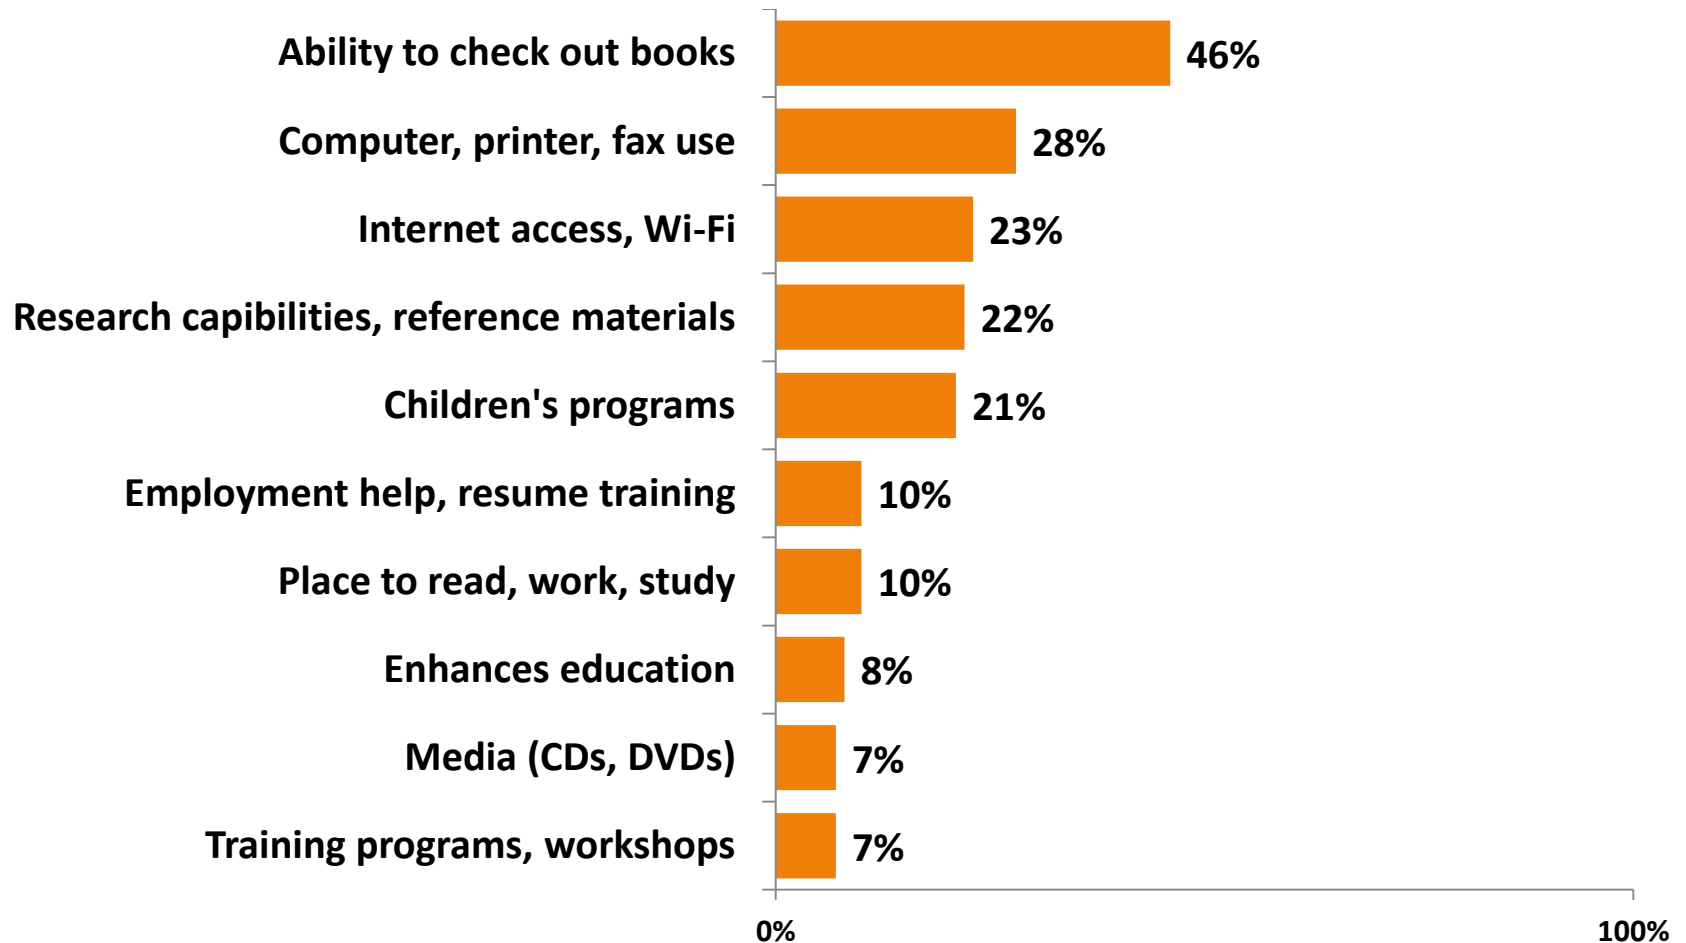 Ability to check out books 46%
Computer, printer, fax use 28%
Internet access, Wi-Fi 23%
Research capibilities, reference materials 22%
Children's programs 21%
Employment help, resume training 10%
Place to read, work, study 10%
Enhances education 8%
Media (CDs, DVDs) 7%
Training programs, workshops 7%
0% 100%